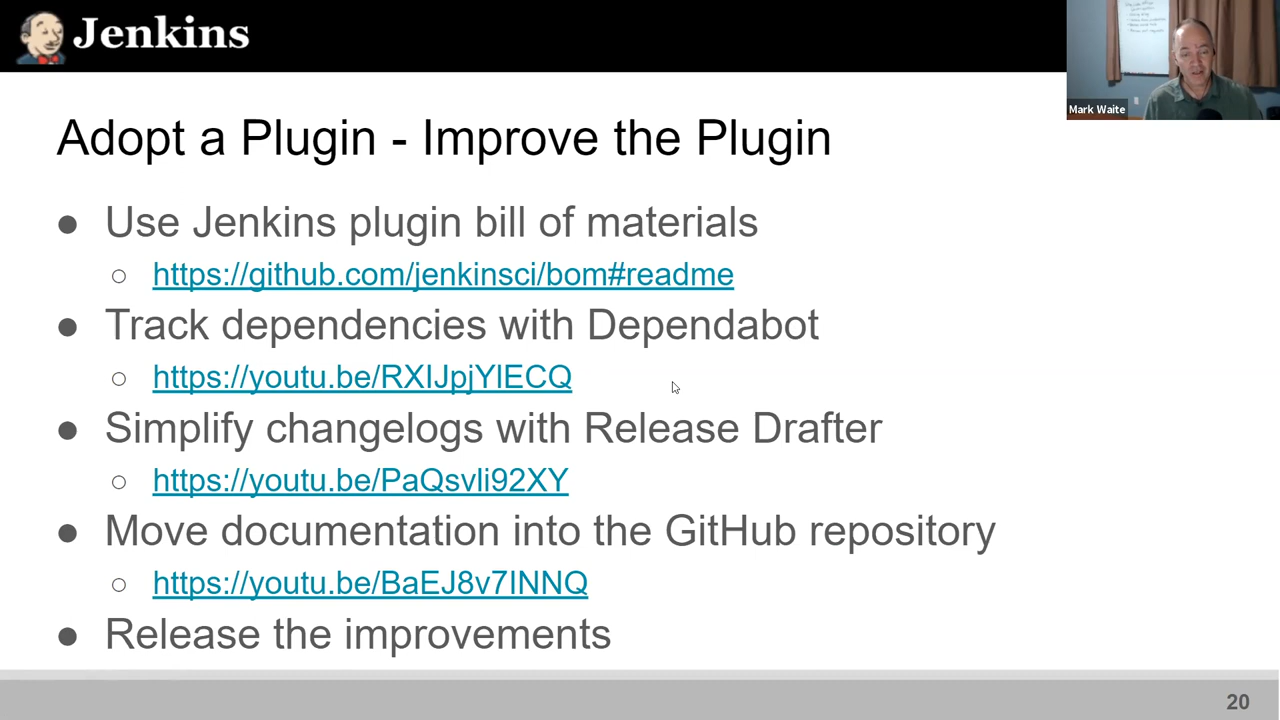 Jenkins
Mark Waite
Adopt a Plugin - Improve the Plugin
● Use Jenkins plugin bill of materials
○ https://github.com/jenkinsci/bom#readme
● Track dependencies with Dependabot
○ https://youtu.be/RXIJpjYlECQ
● Simplify changelogs with Release Drafter
○ https://youtu.be/PaQsvli92XY
● Move documentation into the GitHub repository
○ https://youtu.be/BaEJ8v7lNNQ
● Release the improvements
20